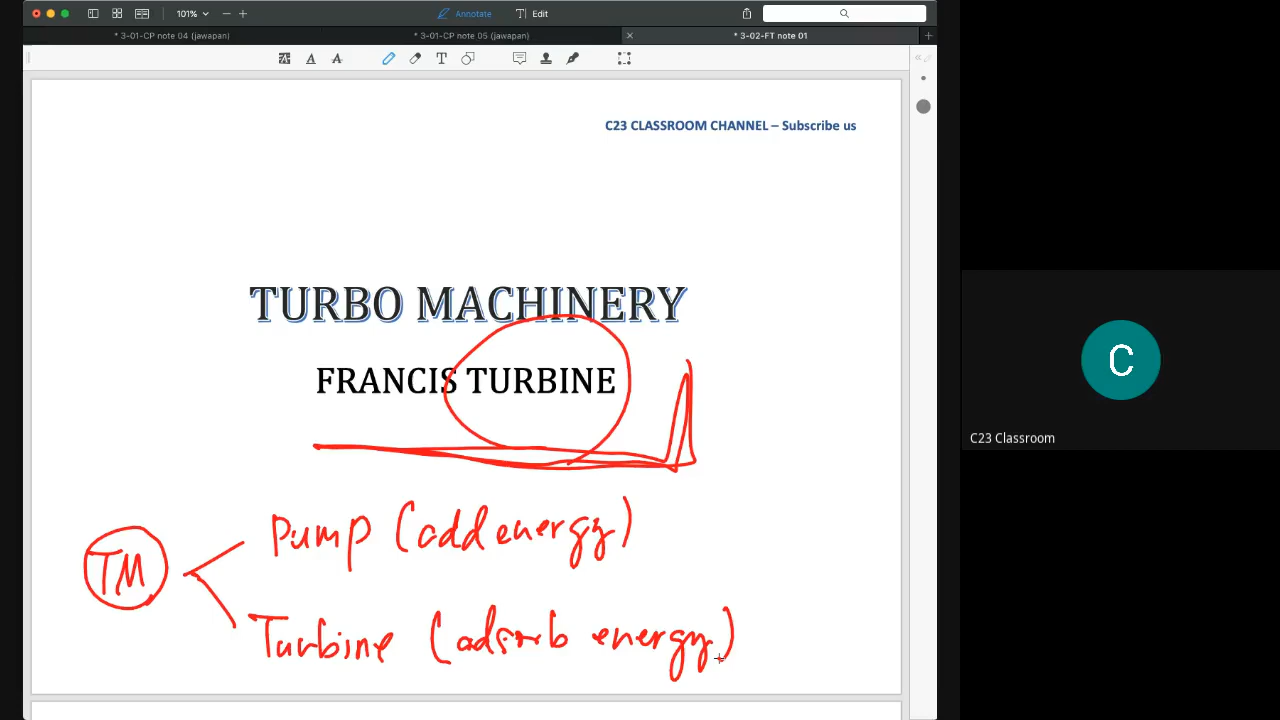 101%
Annotate
Edit
* 3-01-CP note 04 (jawapan)
* 3-01-CP note 05 (jawapan)
* 3-02-FT note 01
C23 CLASSROOM CHANNEL – Subscribe us
TURBO MACHINERY
FRANCIS TURBINE
Pump (add energy)
TM
Turbine (adsorb energy)
C
C23 Classroom